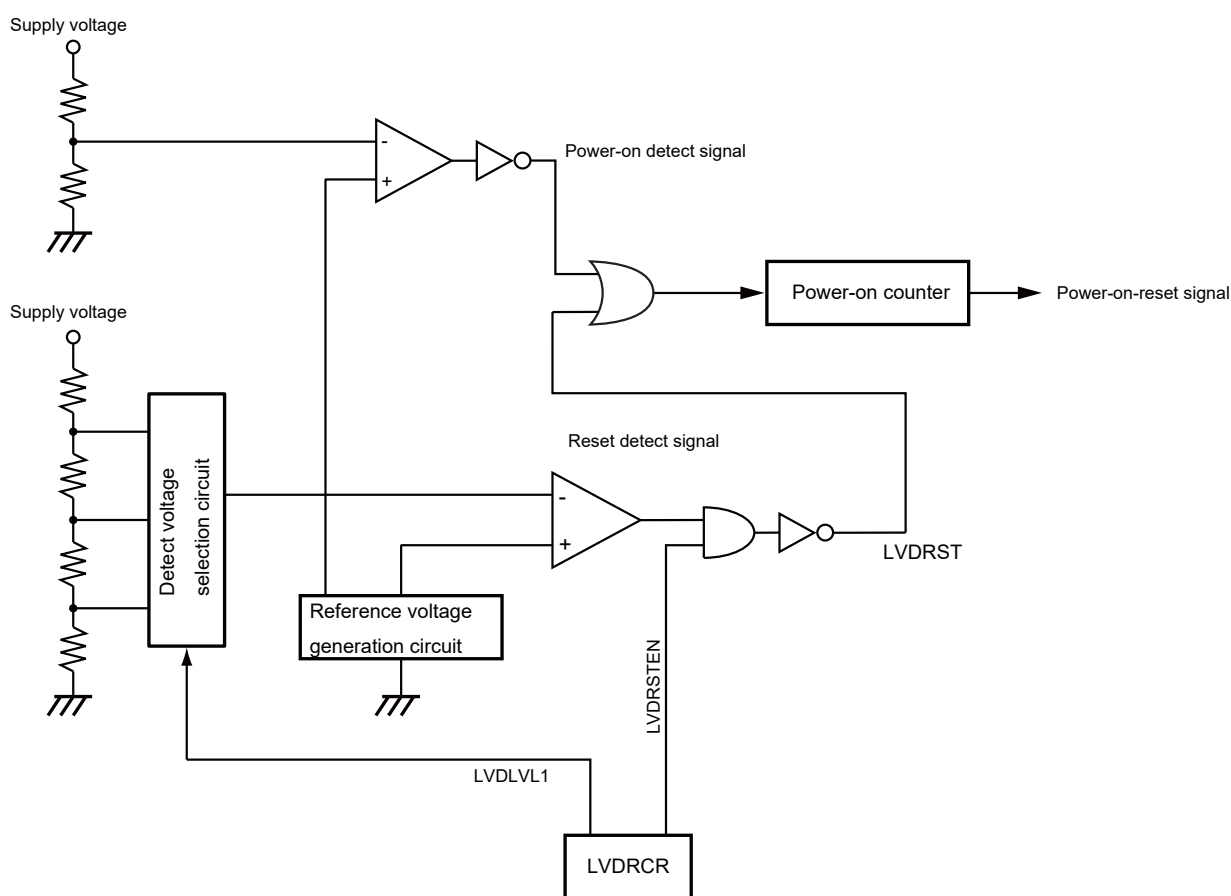 Supply voltage
-
+
Power-on detect signal
Power-on counter
Power-on-reset signal
Supply voltage
Detect voltage
selection circuit
Reset detect signal
-
+
LVDRST
Reference voltage
generation circuit
LVDRSTEN
LVDLVL1
LVDRCR